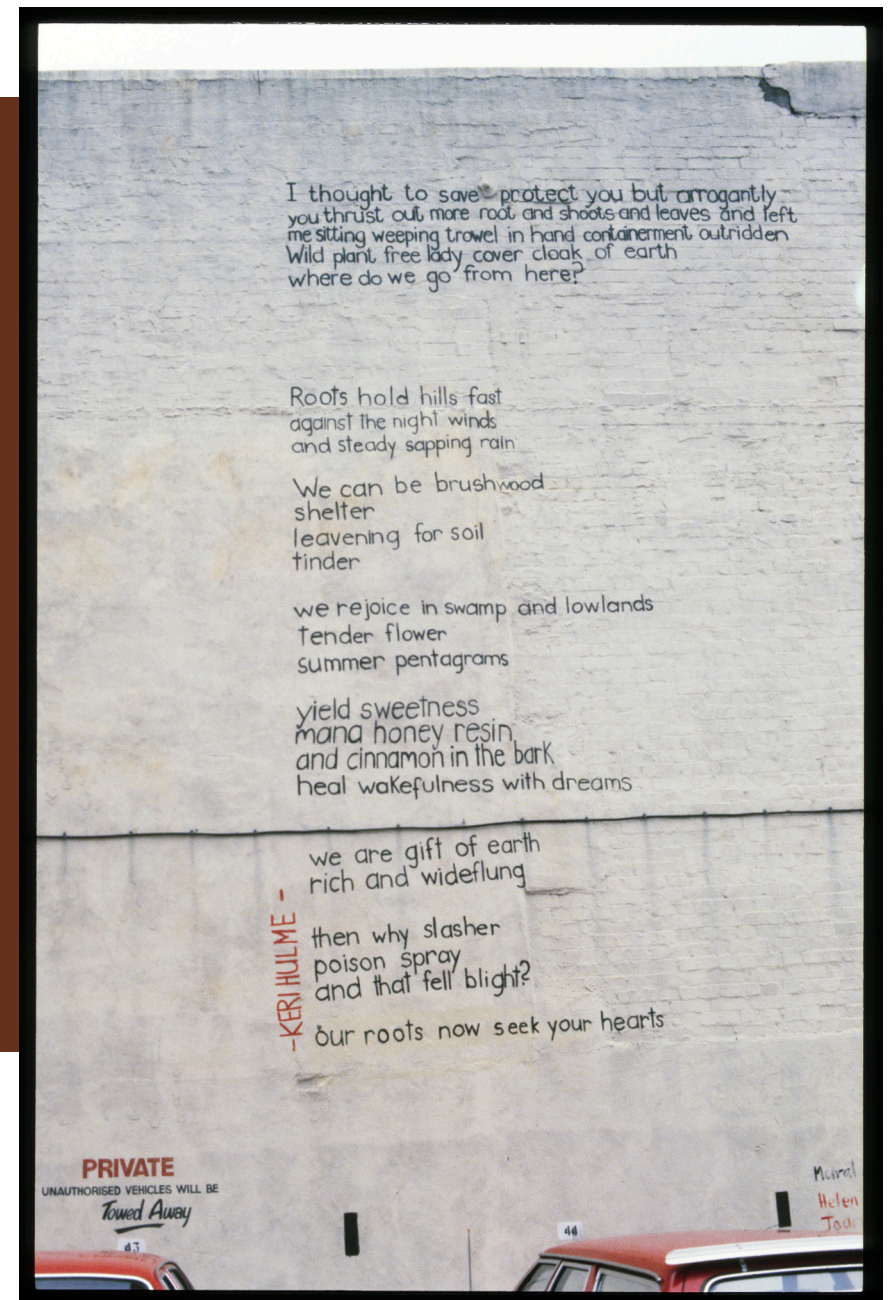 I thought to save protect you but arrogantly
you thrust out more root and shoots and leaves and left
me sitting weeping trowel in hand containerment outridden
Wild plant free lady cover cloak of earth
where do we go from here?
Roots hold hills fast
against the night winds
and steady sapping rain
We can be brushwood
shelter
leavening for soil
tinder
we rejoice in swamp and lowlands
tender flower
summer pentagrams
yield sweetness
mana honey resin
and cinnamon in the bark
heal wakefulness with dreams
we are gift of earth
rich and wideflung
then why slasher
poison spray
and that fell blight?
our roots now seek your hearts
-KERI HULME-
PRIVATE
UNAUTHORISED VEHICLES WILL BE
Towed Away
43
44
Mural
Helen